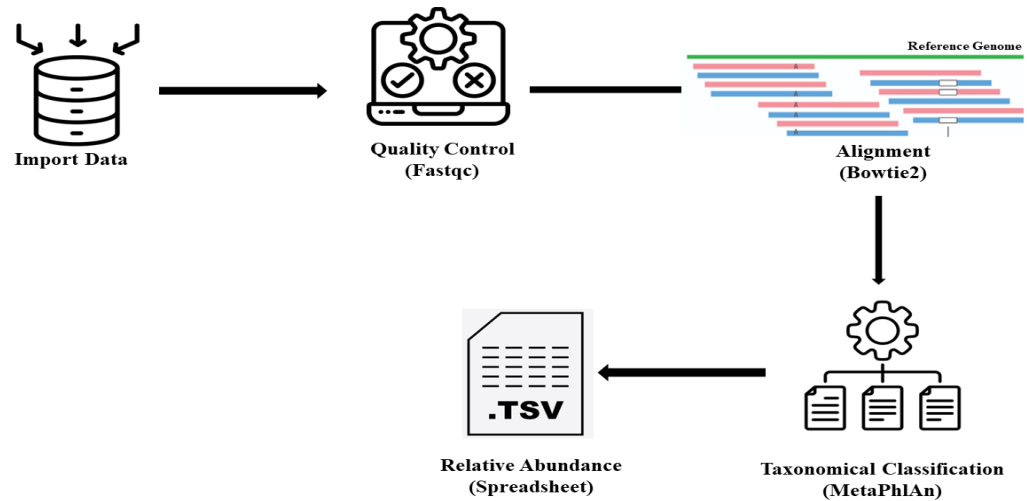 Reference Genome
A
A
A
A
Import Data
Quality Control
(Fastqc)
Alignment
(Bowtie2)
.TSV
Relative Abundance
(Spreadsheet)
Taxonomical Classification
(MetaPhlAn)